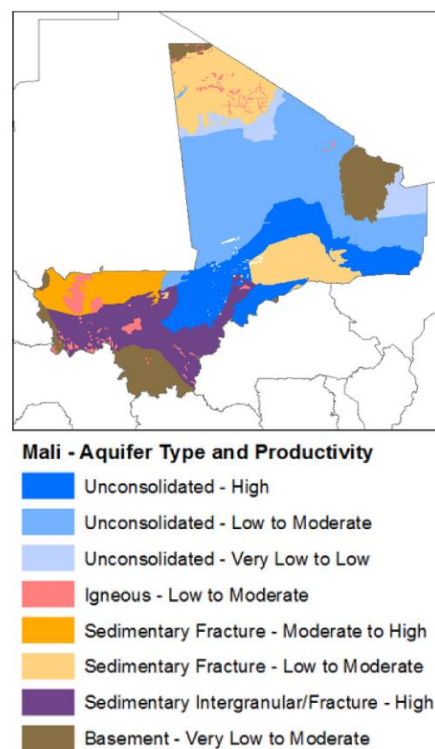 Mali - Aquifer Type and Productivity
Unconsolidated - High
Unconsolidated - Low to Moderate
Unconsolidated - Very Low to Low
Igneous - Low to Moderate
Sedimentary Fracture - Moderate to High
Sedimentary Fracture - Low to Moderate
Sedimentary Intergranular/Fracture - High
Basement - Very Low to Moderate